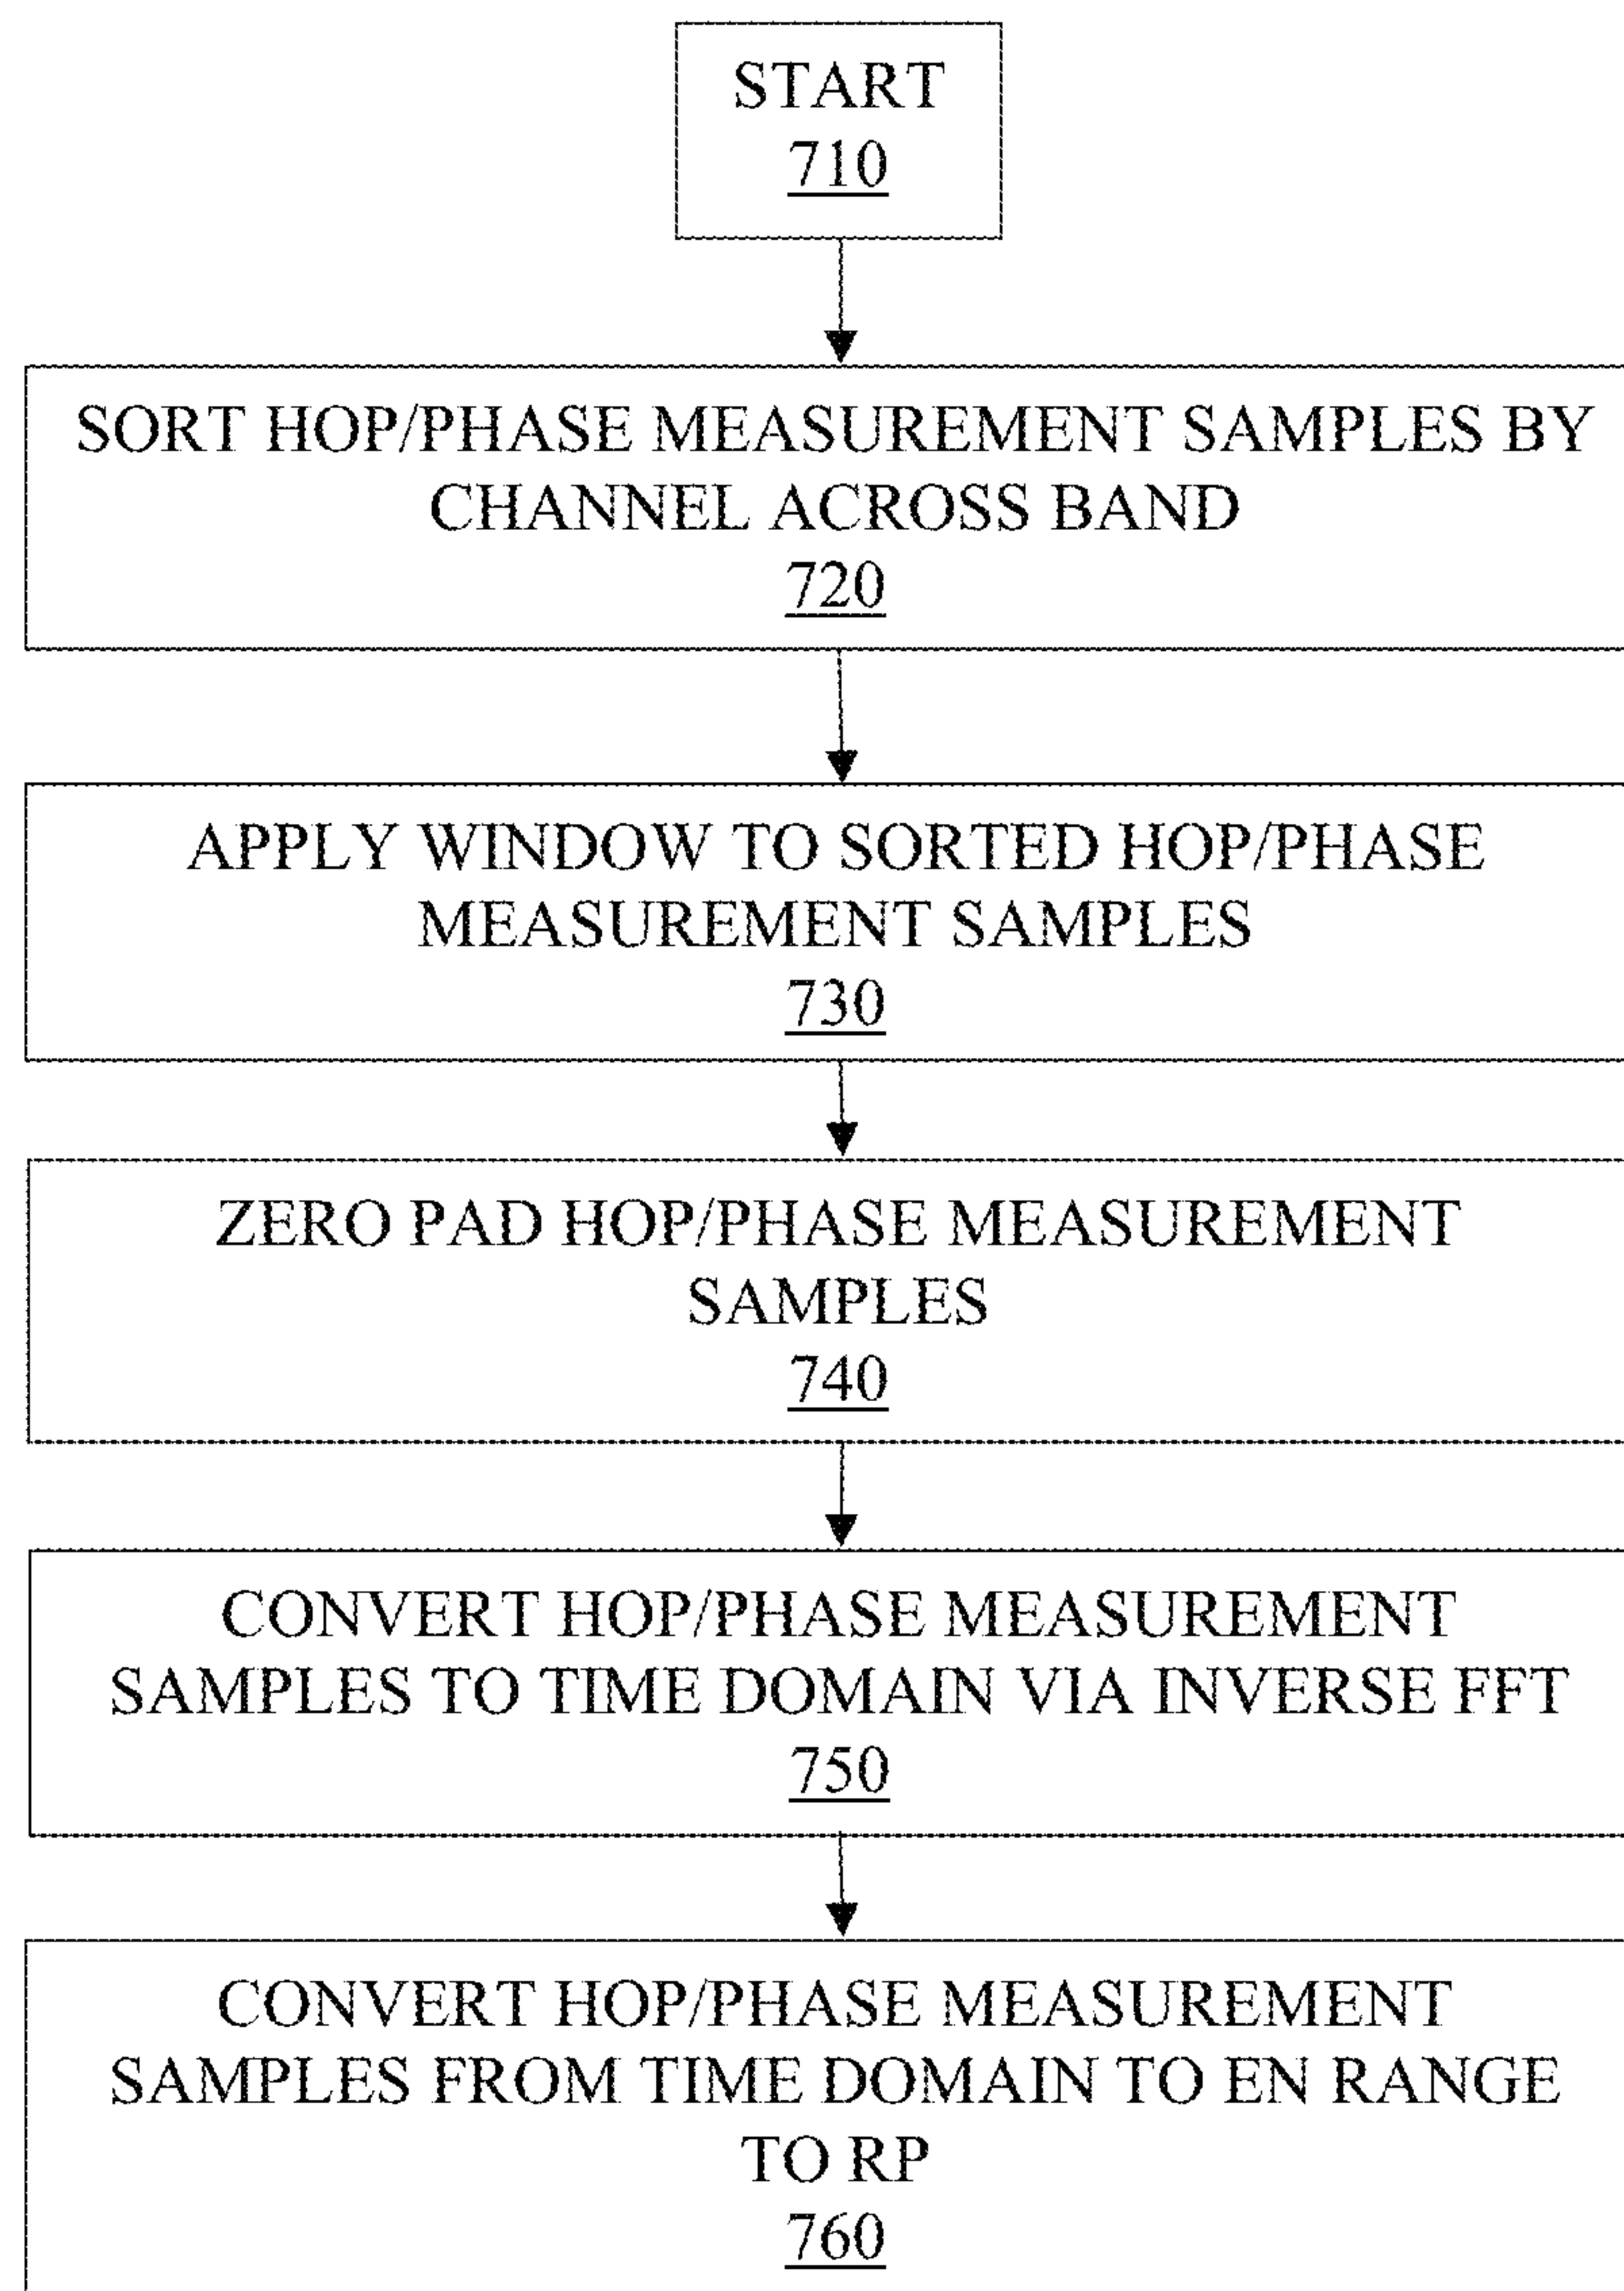 START
710
SORT HOP/PHASE MEASUREMENT SAMPLES BY
CHANNEL ACROSS BAND
720
APPLY WINDOW TO SORTED HOP/PHASE
MEASUREMENT SAMPLES
730
ZERO PAD HOP/PHASE MEASUREMENT
SAMPLES
740
CONVERT HOP/PHASE MEASUREMENT
SAMPLES TO TIME DOMAIN VIA INVERSE FFT
750
CONVERT HOP/PHASE MEASUREMENT
SAMPLES FROM TIME DOMAIN TO EN RANGE
TO RP
760